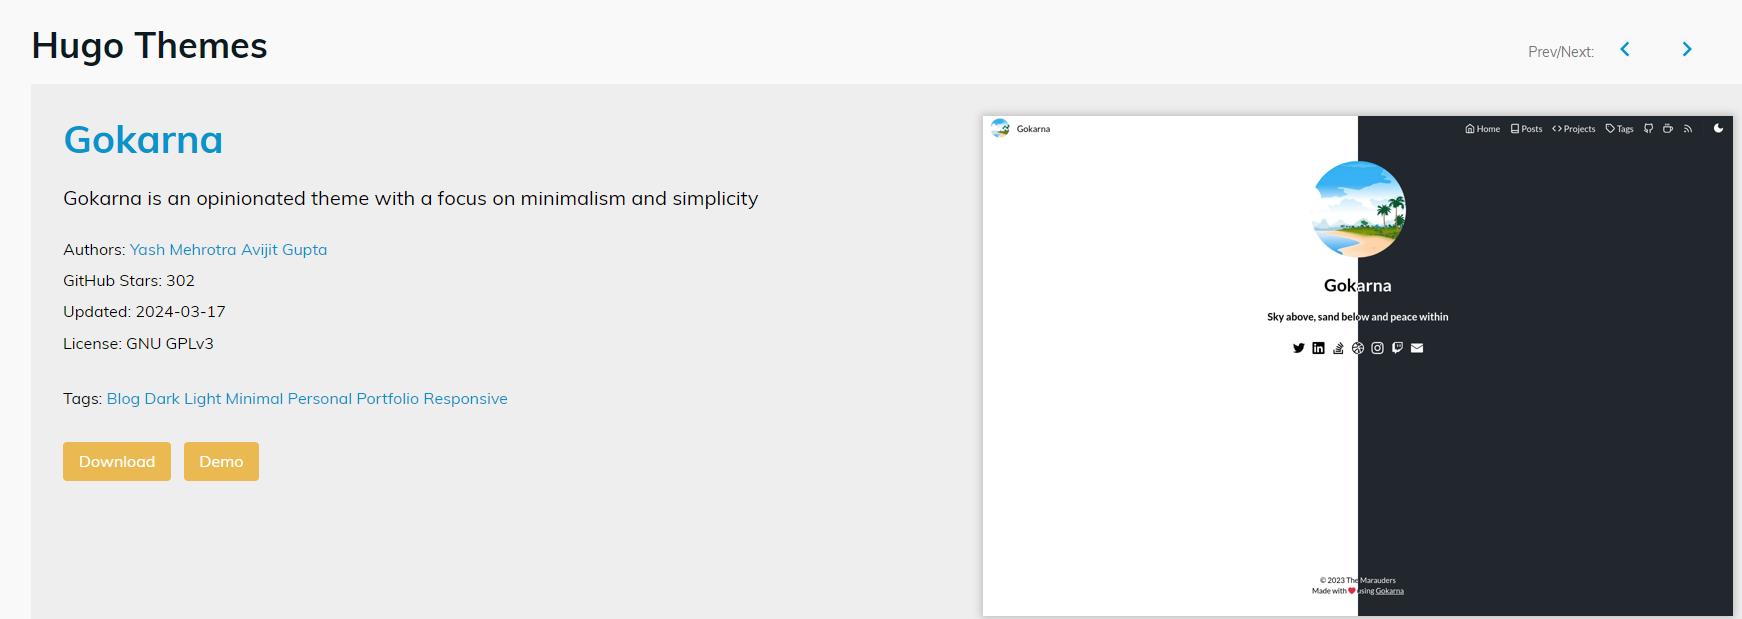 Hugo Themes
Prev/Next:
Gokarna
Gokarna is an opinionated theme with a focus on minimalism and simplicity
Authors: Yash Mehrotra Avijit Gupta
GitHub Stars: 302
Updated: 2024-03-17
License: GNU GPLv3
Tags: Blog Dark Light Minimal Personal Portfolio Responsive
Download Demo
Gokarna Home Posts Projects Tags
Gokarna
Sky above, sand below and peace within
© 2023 The Marauders
Made with ❤ using Gokarna